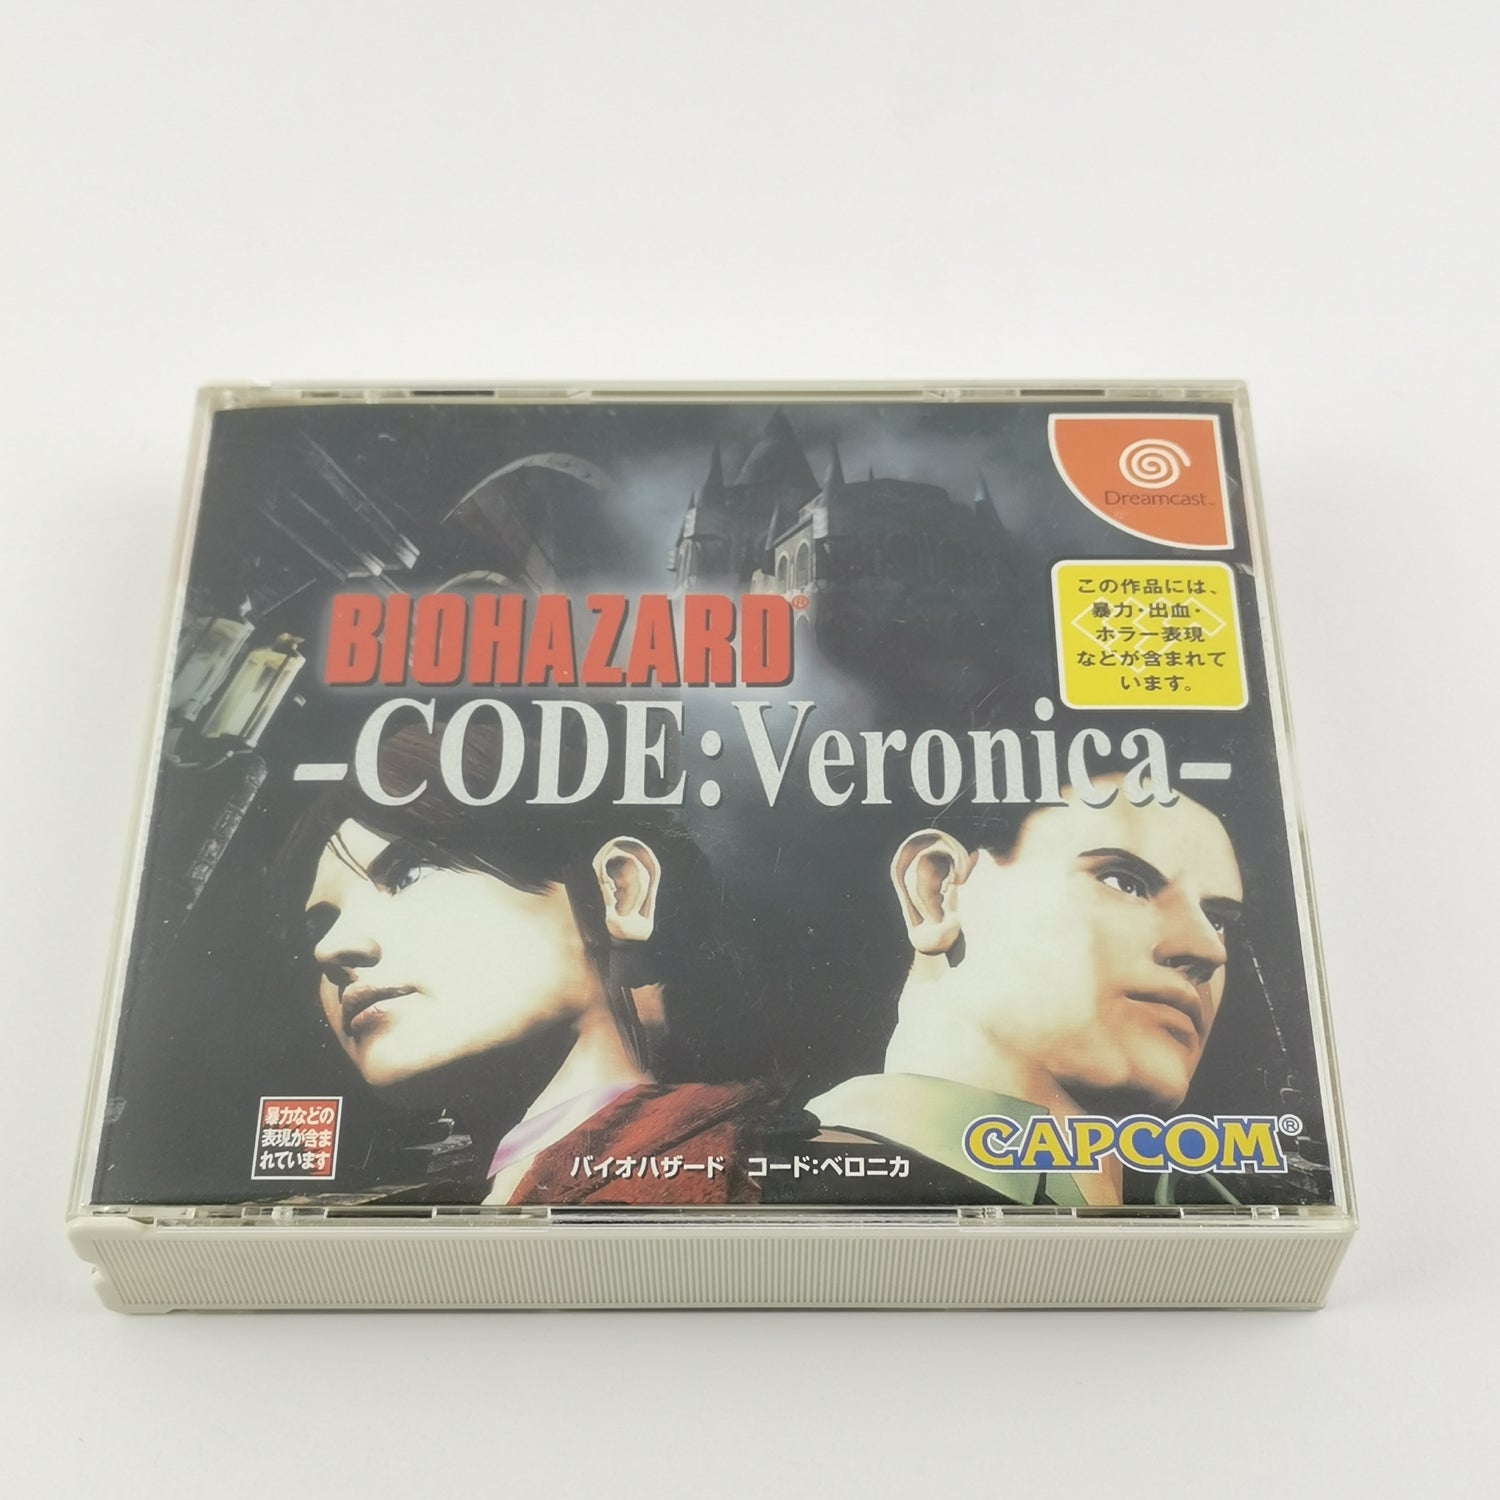 Dreamcast™
この作品には、
暴力・出血・
ホラー表現
などが含まれて
います。
BIOHAZARD®
-CODE:Veronica-
暴力などの
表現が含ま
れています
バイオハザード コード:ベロニカ
CAPCOM®